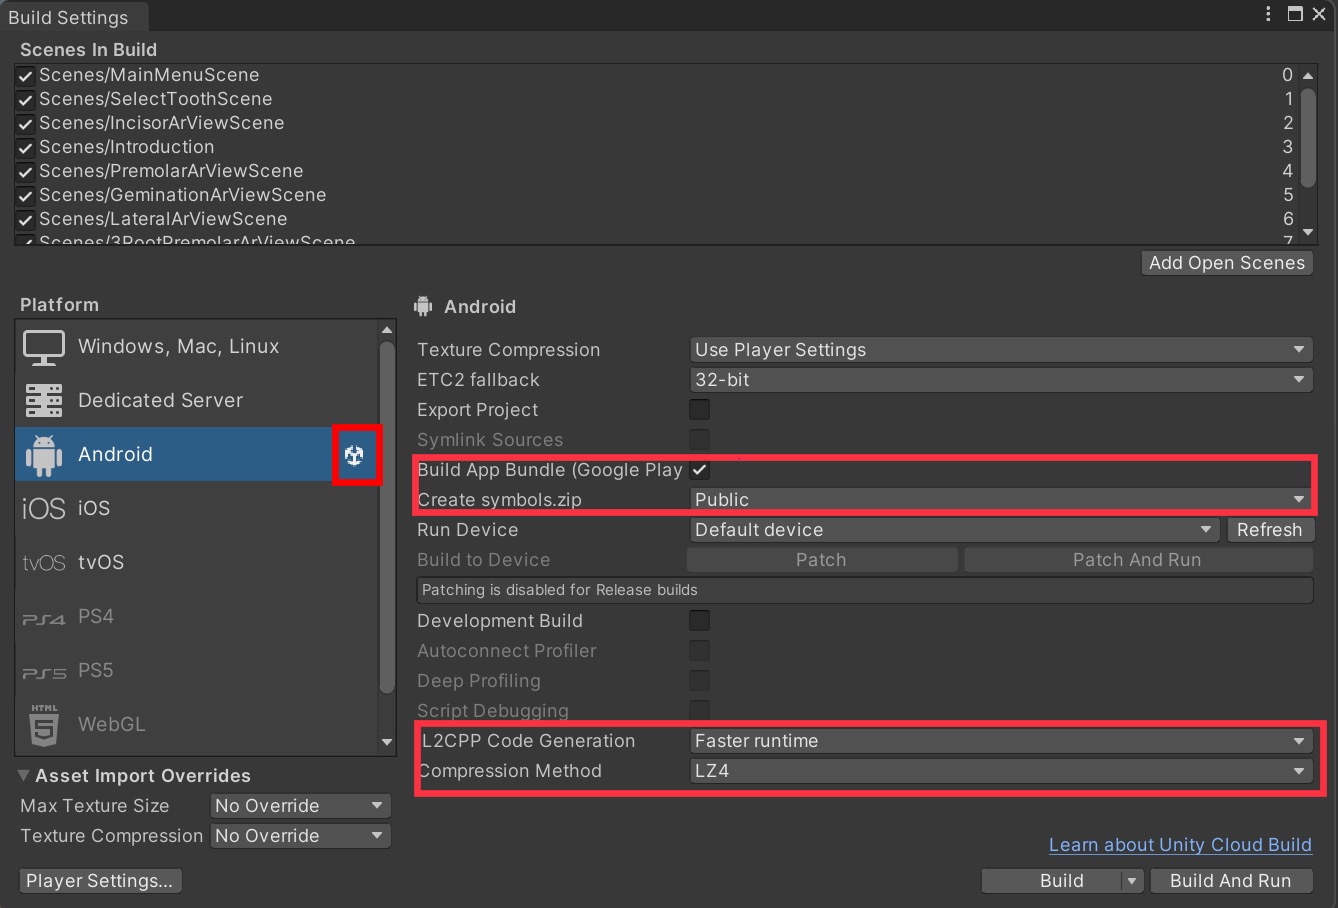 Build Settings
Scenes In Build
Scenes/MainMenuScene 0
Scenes/SelectToothScene 1
Scenes/IncisorArViewScene 2
Scenes/Introduction 3
Scenes/PremolarArViewScene 4
Scenes/GeminationArViewScene 5
Scenes/LateralArViewScene 6
Scenes/3RootPremolarArViewScene 7
Add Open Scenes
Platform
Windows, Mac, Linux
Dedicated Server
Android
iOS iOS
tvOS tvOS
PS4 PS4
PS5 PS5
HTML 5 WebGL
Asset Import Overrides
Max Texture Size No Override
Texture Compression No Override
Player Settings...
Android
Texture Compression Use Player Settings
ETC2 fallback 32-bit
Export Project
Symlink Sources
Build App Bundle (Google Play
Create symbols.zip Public
Run Device Default device Refresh
Build to Device Patch Patch And Run
Patching is disabled for Release builds
Development Build
Autoconnect Profiler
Deep Profiling
Script Debugging
L2CPP Code Generation Faster runtime
Compression Method LZ4
Learn about Unity Cloud Build
Build Build And Run